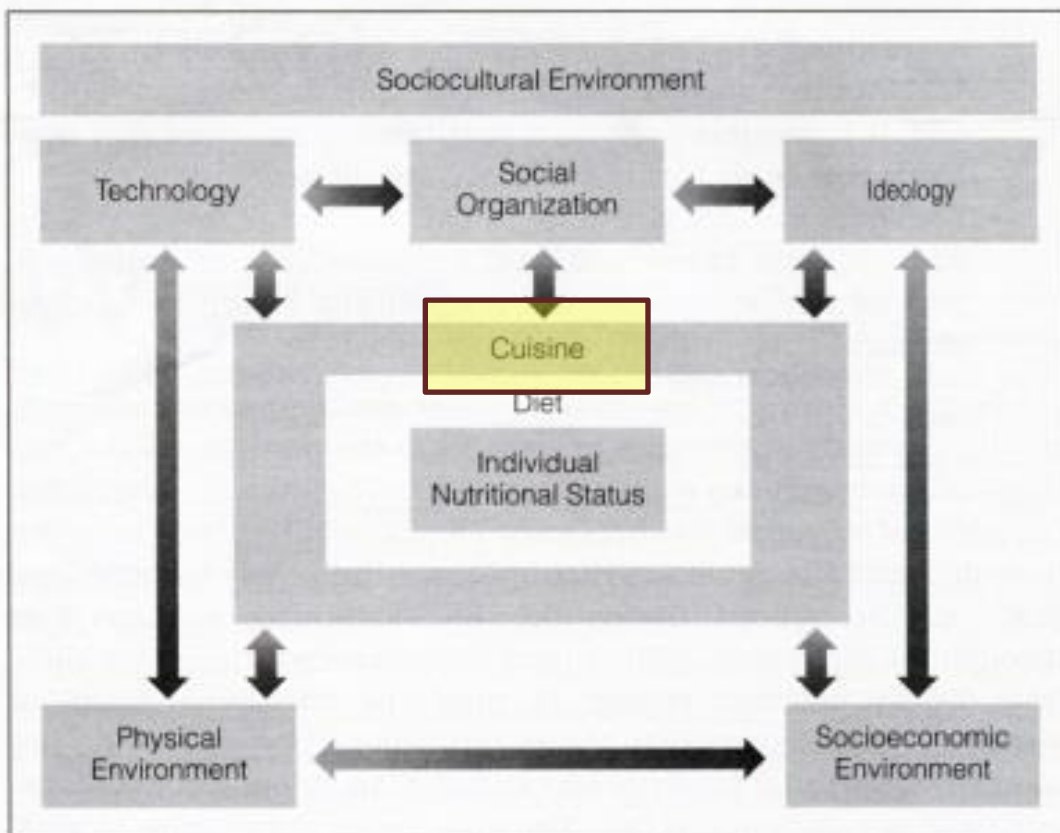 Sociocultural Environment
Technology
Social
Organization
Ideology
Cuisine
Diet
Individual
Nutritional Status
Physical
Environment
Socioeconomic
Environment